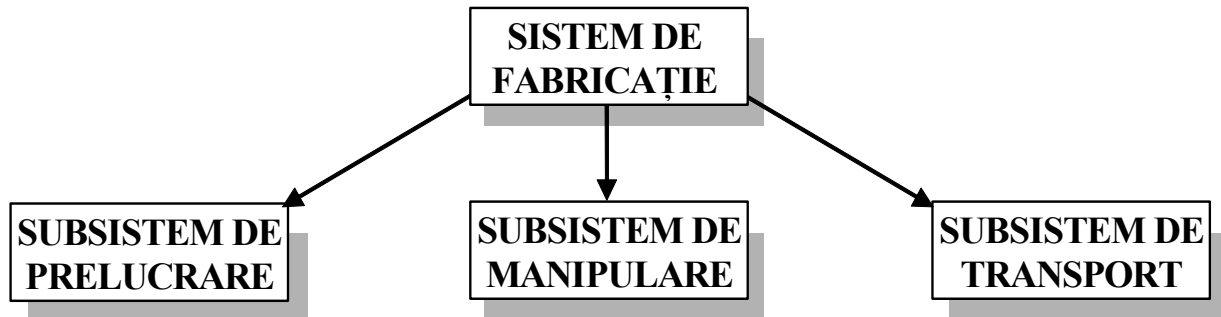 SISTEM DE
FABRICAȚIE
SUBSISTEM DE
PRELUCRARE
SUBSISTEM DE
MANIPULARE
SUBSISTEM DE
TRANSPORT